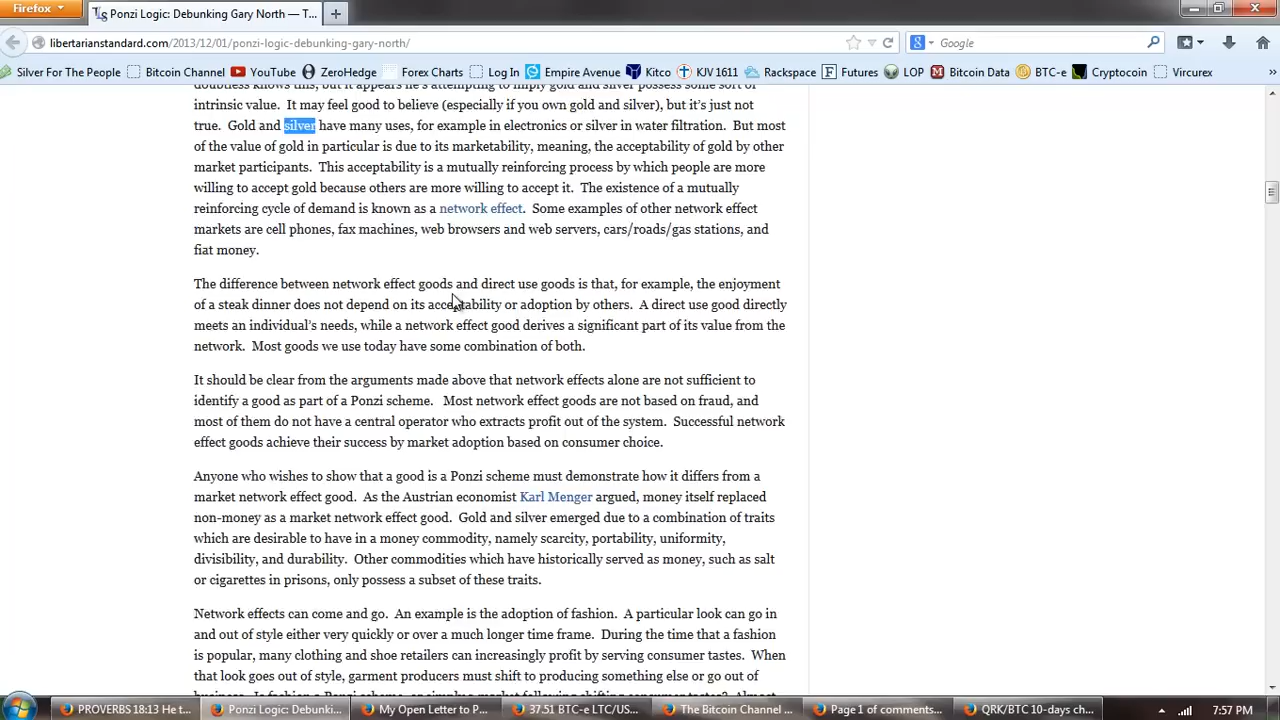 Firefox
Ponzi Logic: Debunking Gary North — T...
libertarianstandard.com/2013/12/01/ponzi-logic-debunking-gary-north/
Google
Silver For The People
Bitcoin Channel
YouTube
ZeroHedge
Forex Charts
Log In
Empire Avenue
Kitco
KJV 1611
Rackspace
Futures
LOP
Bitcoin Data
BTC-e
Cryptocoin
Vircurex
doubtless knows this, but it appears he's attempting to imply gold and silver possess some sort of
intrinsic value. It may feel good to believe (especially if you own gold and silver), but it's just not
true. Gold and silver have many uses, for example in electronics or silver in water filtration. But most
of the value of gold in particular is due to its marketability, meaning, the acceptability of gold by other
market participants. This acceptability is a mutually reinforcing process by which people are more
willing to accept gold because others are more willing to accept it. The existence of a mutually
reinforcing cycle of demand is known as a network effect. Some examples of other network effect
markets are cell phones, fax machines, web browsers and web servers, cars/roads/gas stations, and
fiat money.
The difference between network effect goods and direct use goods is that, for example, the enjoyment
of a steak dinner does not depend on its acceptability or adoption by others. A direct use good directly
meets an individual's needs, while a network effect good derives a significant part of its value from the
network. Most goods we use today have some combination of both.
It should be clear from the arguments made above that network effects alone are not sufficient to
identify a good as part of a Ponzi scheme. Most network effect goods are not based on fraud, and
most of them do not have a central operator who extracts profit out of the system. Successful network
effect goods achieve their success by market adoption based on consumer choice.
Anyone who wishes to show that a good is a Ponzi scheme must demonstrate how it differs from a
market network effect good. As the Austrian economist Karl Menger argued, money itself replaced
non-money as a market network effect good. Gold and silver emerged due to a combination of traits
which are desirable to have in a money commodity, namely scarcity, portability, uniformity,
divisibility, and durability. Other commodities which have historically served as money, such as salt
or cigarettes in prisons, only possess a subset of these traits.
Network effects can come and go. An example is the adoption of fashion. A particular look can go in
and out of style either very quickly or over a much longer time frame. During the time that a fashion
is popular, many clothing and shoe retailers can increasingly profit by serving consumer tastes. When
that look goes out of style, garment producers must shift to producing something else or go out of
PROVERBS 18:13 He t...
Ponzi Logic: Debunki...
My Open Letter to P...
37.51 BTC-e LTC/US...
The Bitcoin Channel ...
Page 1 of comments...
QRK/BTC 10-days ch...
7:57 PM